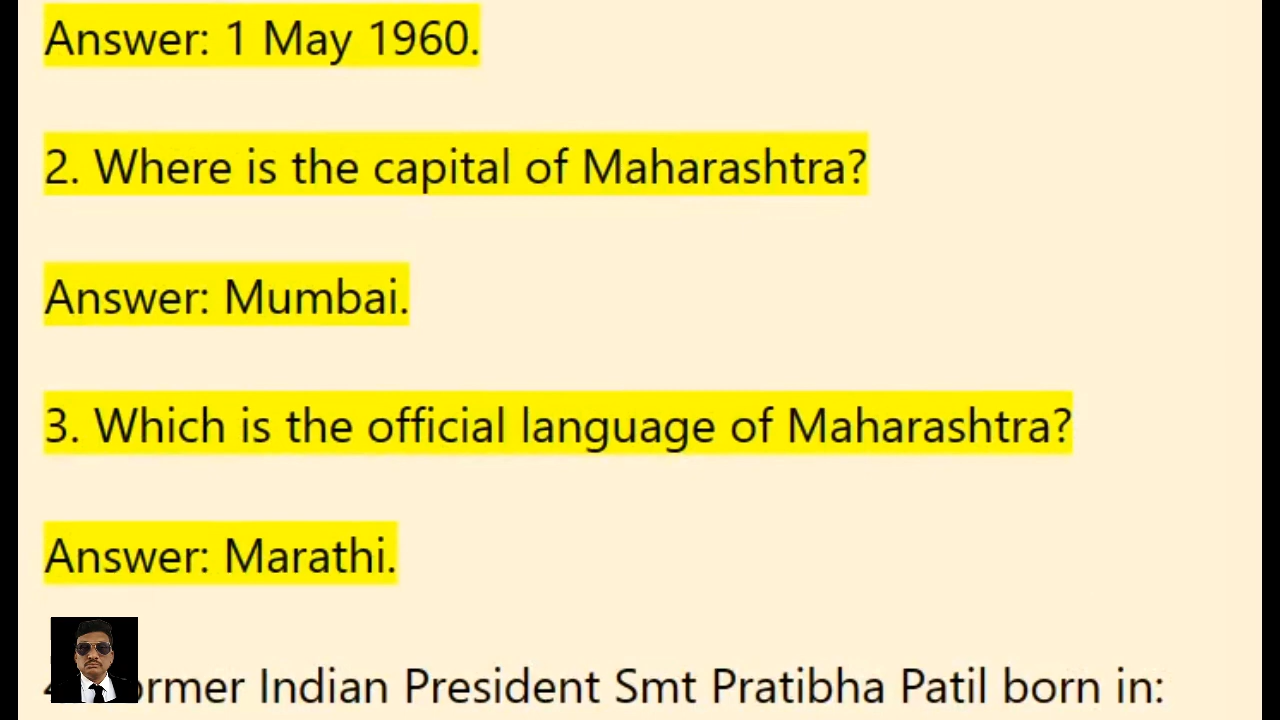 Answer: 1 May 1960.
2. Where is the capital of Maharashtra?
Answer: Mumbai.
3. Which is the official language of Maharashtra?
Answer: Marathi.
Indian President Smt Pratibha Patil born in: